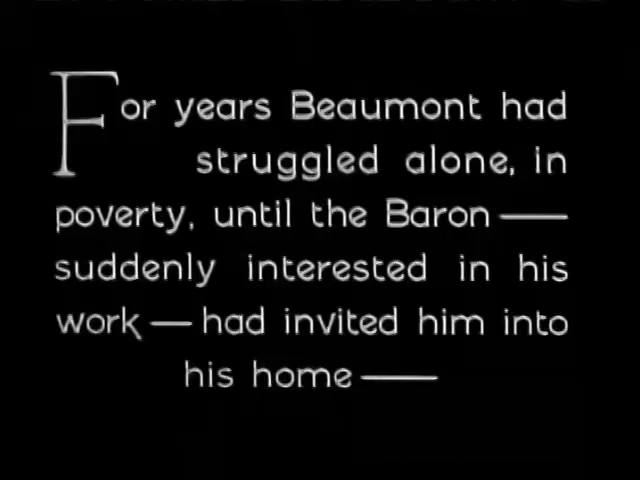 For years Beaumont had
struggled alone, in
poverty, until the Baron —
suddenly interested in his
work — had invited him into
his home —